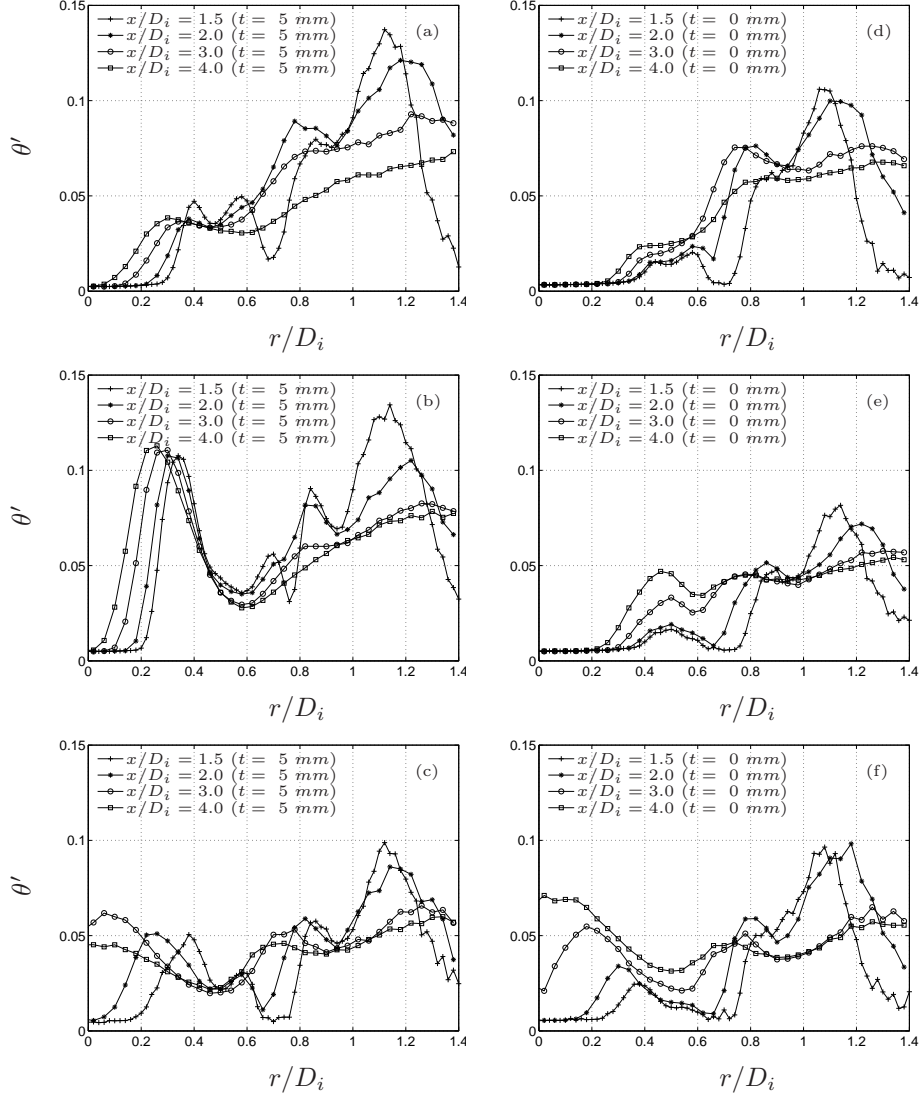 (a)
x/D_i = 1.5 (t = 5 mm)
x/D_i = 2.0 (t = 5 mm)
x/D_i = 3.0 (t = 5 mm)
x/D_i = 4.0 (t = 5 mm)
0.15
0.1
0.05
0
θ′
0 0.2 0.4 0.6 0.8 1 1.2 1.4
r/D_i
(d)
x/D_i = 1.5 (t = 0 mm)
x/D_i = 2.0 (t = 0 mm)
x/D_i = 3.0 (t = 0 mm)
x/D_i = 4.0 (t = 0 mm)
0.15
0.1
0.05
0
0 0.2 0.4 0.6 0.8 1 1.2 1.4
r/D_i
(b)
x/D_i = 1.5 (t = 5 mm)
x/D_i = 2.0 (t = 5 mm)
x/D_i = 3.0 (t = 5 mm)
x/D_i = 4.0 (t = 5 mm)
0.15
0.1
0.05
0
θ′
0 0.2 0.4 0.6 0.8 1 1.2 1.4
r/D_i
(e)
x/D_i = 1.5 (t = 0 mm)
x/D_i = 2.0 (t = 0 mm)
x/D_i = 3.0 (t = 0 mm)
x/D_i = 4.0 (t = 0 mm)
0.15
0.1
0.05
0
0 0.2 0.4 0.6 0.8 1 1.2 1.4
r/D_i
(c)
x/D_i = 1.5 (t = 5 mm)
x/D_i = 2.0 (t = 5 mm)
x/D_i = 3.0 (t = 5 mm)
x/D_i = 4.0 (t = 5 mm)
0.15
0.1
0.05
0
θ′
0 0.2 0.4 0.6 0.8 1 1.2 1.4
r/D_i
(f)
x/D_i = 1.5 (t = 0 mm)
x/D_i = 2.0 (t = 0 mm)
x/D_i = 3.0 (t = 0 mm)
x/D_i = 4.0 (t = 0 mm)
0.15
0.1
0.05
0
0 0.2 0.4 0.6 0.8 1 1.2 1.4
r/D_i